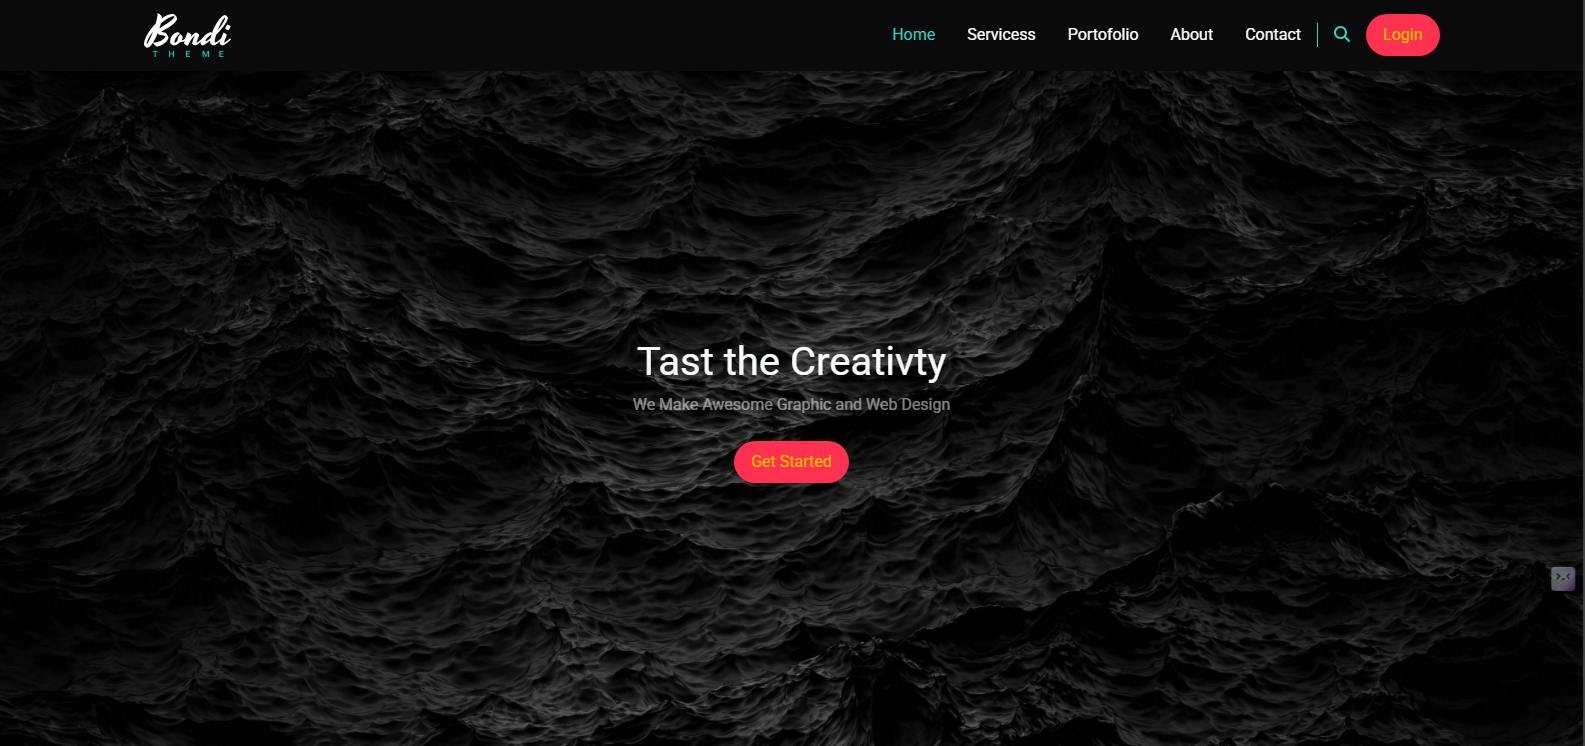 Bondi
THEME
Home Servicess Portofolio About Contact Login
Tast the Creativty
We Make Awesome Graphic and Web Design
Get Started